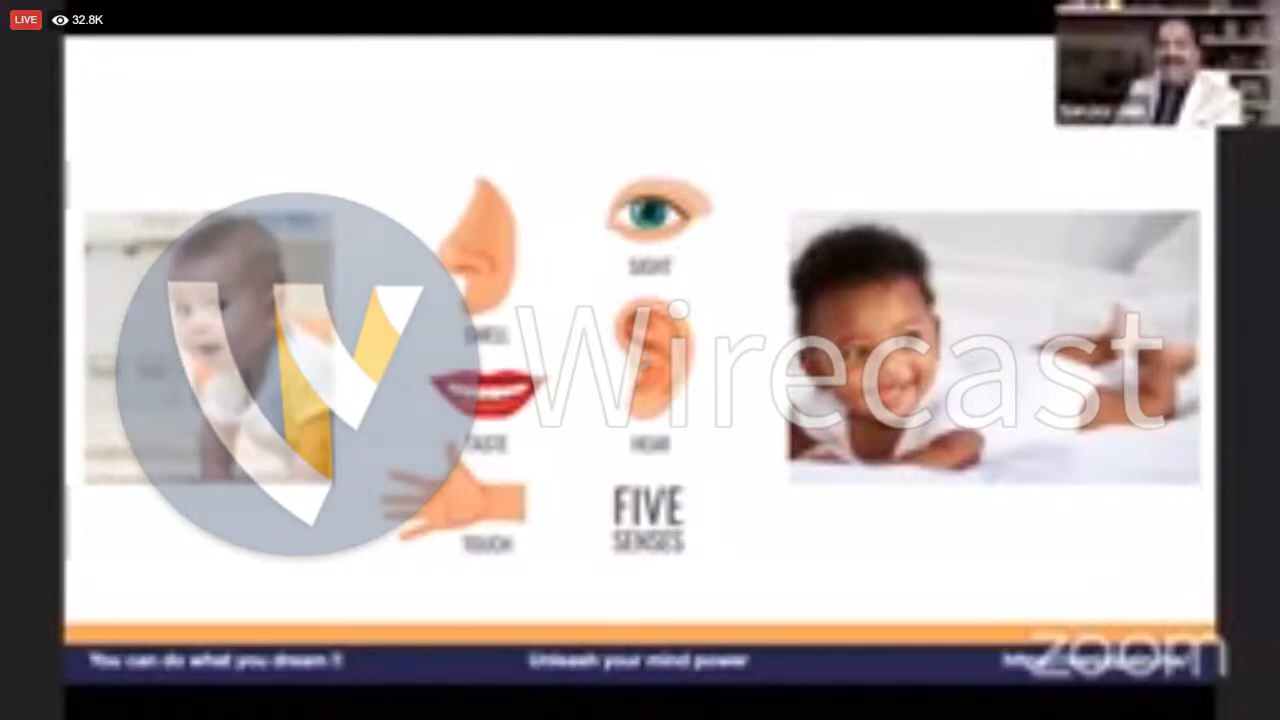 LIVE 32.8K
SIGHT
SMELL
Wirecast
TASTE
HEAR
FIVE
SENSES
TOUCH
zoom
You can do what you dream !!
Unleash your mind power